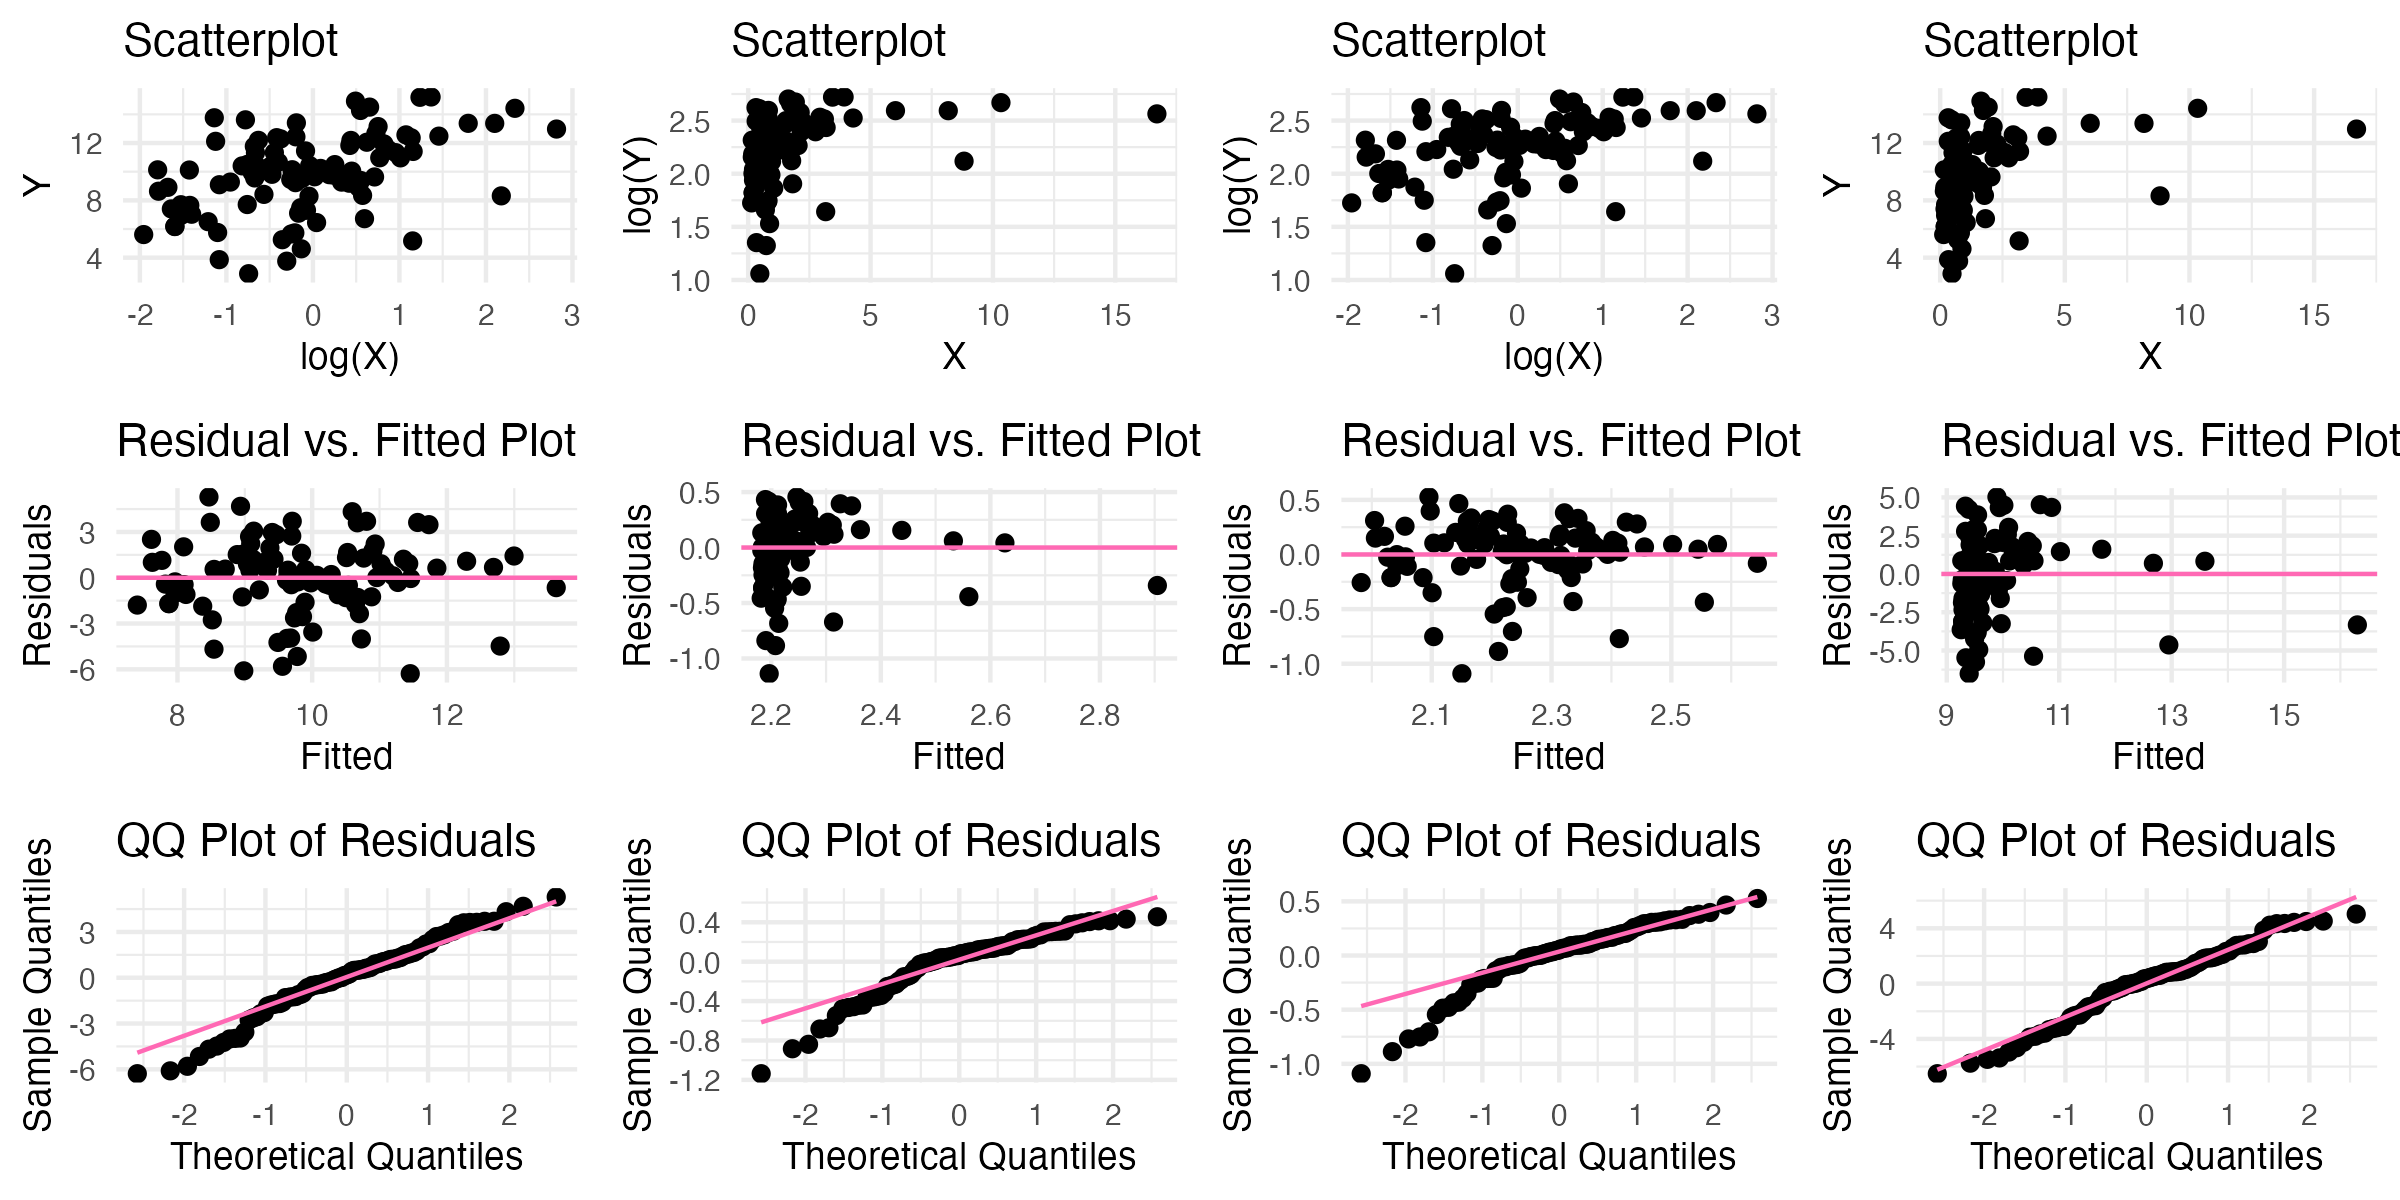 Scatterplot
Y
12
8
4
-2 -1 0 1 2 3
log(X)
Scatterplot
log(Y)
2.5
2.0
1.5
1.0
0 5 10 15
X
Scatterplot
log(Y)
2.5
2.0
1.5
1.0
-2 -1 0 1 2 3
log(X)
Scatterplot
Y
12
8
4
0 5 10 15
X
Residual vs. Fitted Plot
Residuals
3
0
-3
-6
8 10 12
Fitted
Residual vs. Fitted Plot
Residuals
0.5
0.0
-0.5
-1.0
2.2 2.4 2.6 2.8
Fitted
Residual vs. Fitted Plot
Residuals
0.5
0.0
-0.5
-1.0
2.1 2.3 2.5
Fitted
Residual vs. Fitted Plot
Residuals
5.0
2.5
0.0
-2.5
-5.0
9 11 13 15
Fitted
QQ Plot of Residuals
Sample Quantiles
3
0
-3
-6
-2 -1 0 1 2
Theoretical Quantiles
QQ Plot of Residuals
Sample Quantiles
0.4
0.0
-0.4
-0.8
-1.2
-2 -1 0 1 2
Theoretical Quantiles
QQ Plot of Residuals
Sample Quantiles
0.5
0.0
-0.5
-1.0
-2 -1 0 1 2
Theoretical Quantiles
QQ Plot of Residuals
Sample Quantiles
4
0
-4
-2 -1 0 1 2
Theoretical Quantiles